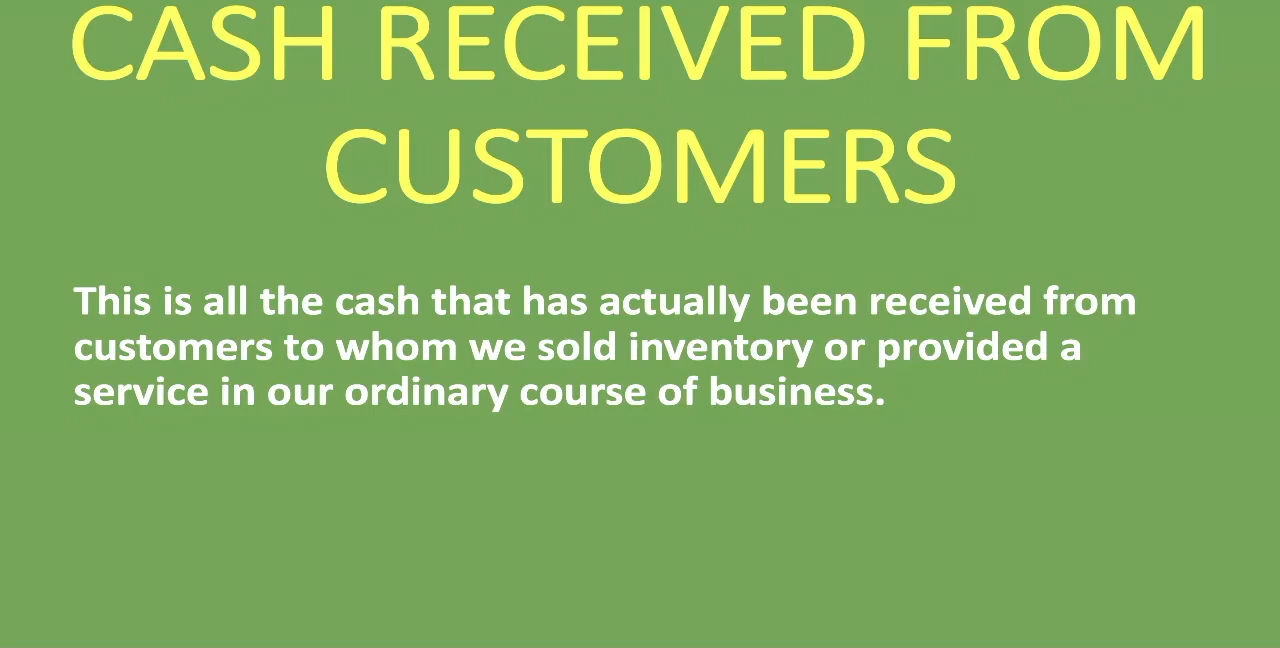 CASH RECEIVED FROM
CUSTOMERS
This is all the cash that has actually been received from
customers to whom we sold inventory or provided a
service in our ordinary course of business.